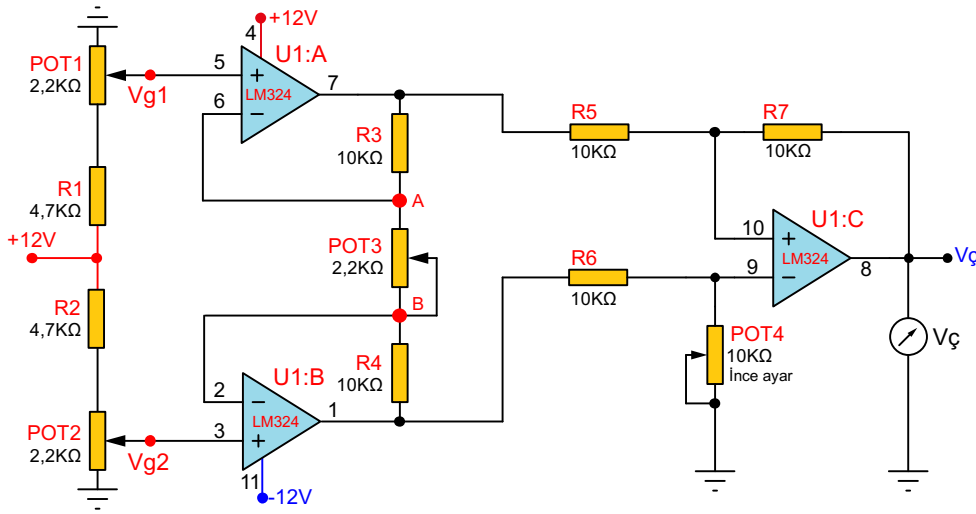 +12V
4
U1:A
POT1
2,2KΩ
Vg1
5
+
LM324
6
−
7
R3
10KΩ
R5
10KΩ
R7
10KΩ
R1
4,7KΩ
A
+12V
POT3
2,2KΩ
U1:C
10
+
LM324
9
−
8
Vç
R6
10KΩ
R2
4,7KΩ
B
POT4
10KΩ
İnce ayar
Vç
U1:B
R4
10KΩ
2
−
LM324
3
+
1
POT2
2,2KΩ
Vg2
11
-12V